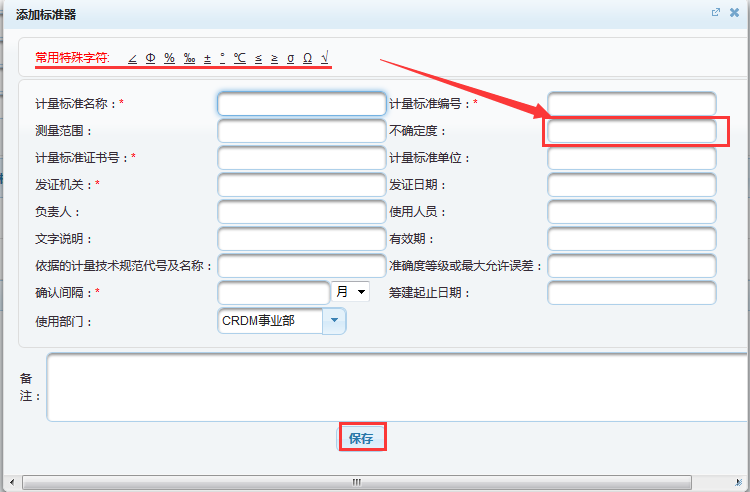 添加标准器
常用特殊字符: ∠ Φ % ‰ ± ° ℃ ≤ ≥ σ Ω √
计量标准名称：* 计量标准编号：*
测量范围： 不确定度：
计量标准证书号：* 计量标准单位：
发证机关：* 发证日期：
负责人： 使用人员：
文字说明： 有效期：
依据的计量技术规范代号及名称： 准确度等级或最大允许误差：
确认间隔：* 月 筹建起止日期：
使用部门： CRDM事业部
备
注：
保存